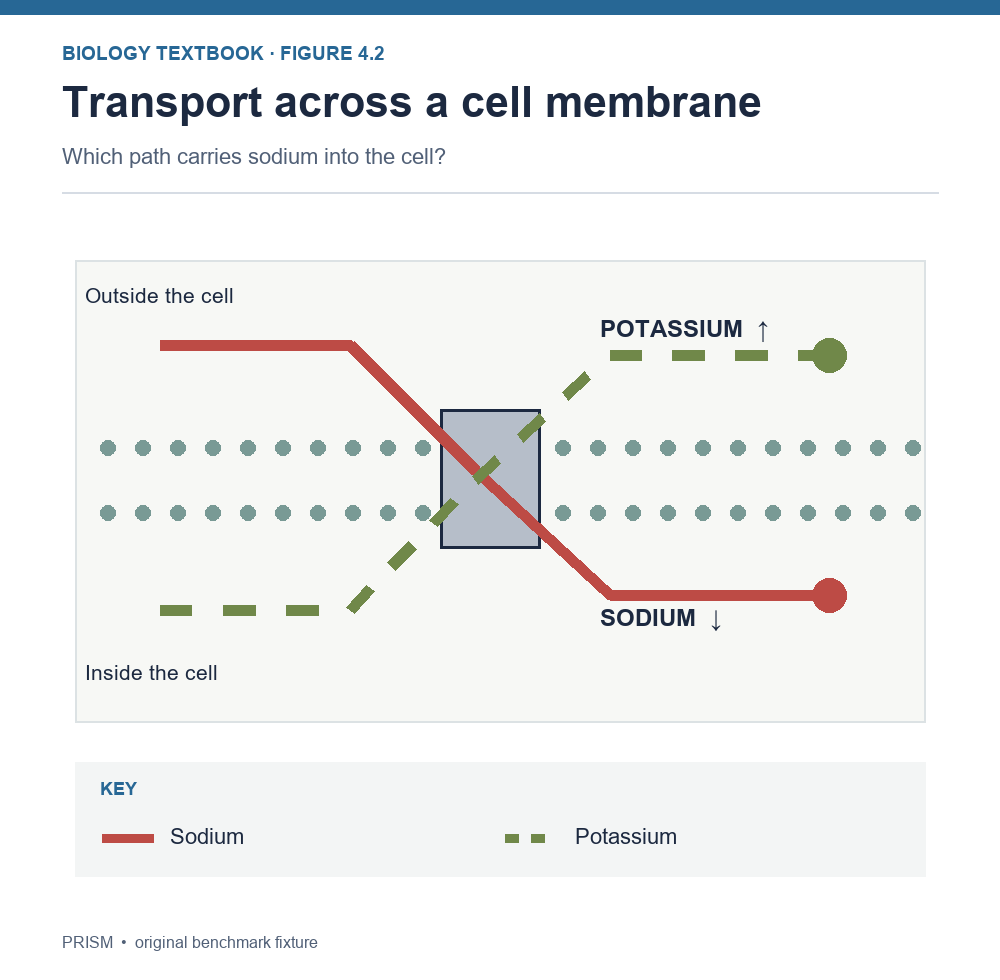 BIOLOGY TEXTBOOK · FIGURE 4.2
Transport across a cell membrane
Which path carries sodium into the cell?
Outside the cell
POTASSIUM ↑
SODIUM ↓
Inside the cell
KEY
Sodium
Potassium
PRISM • original benchmark fixture